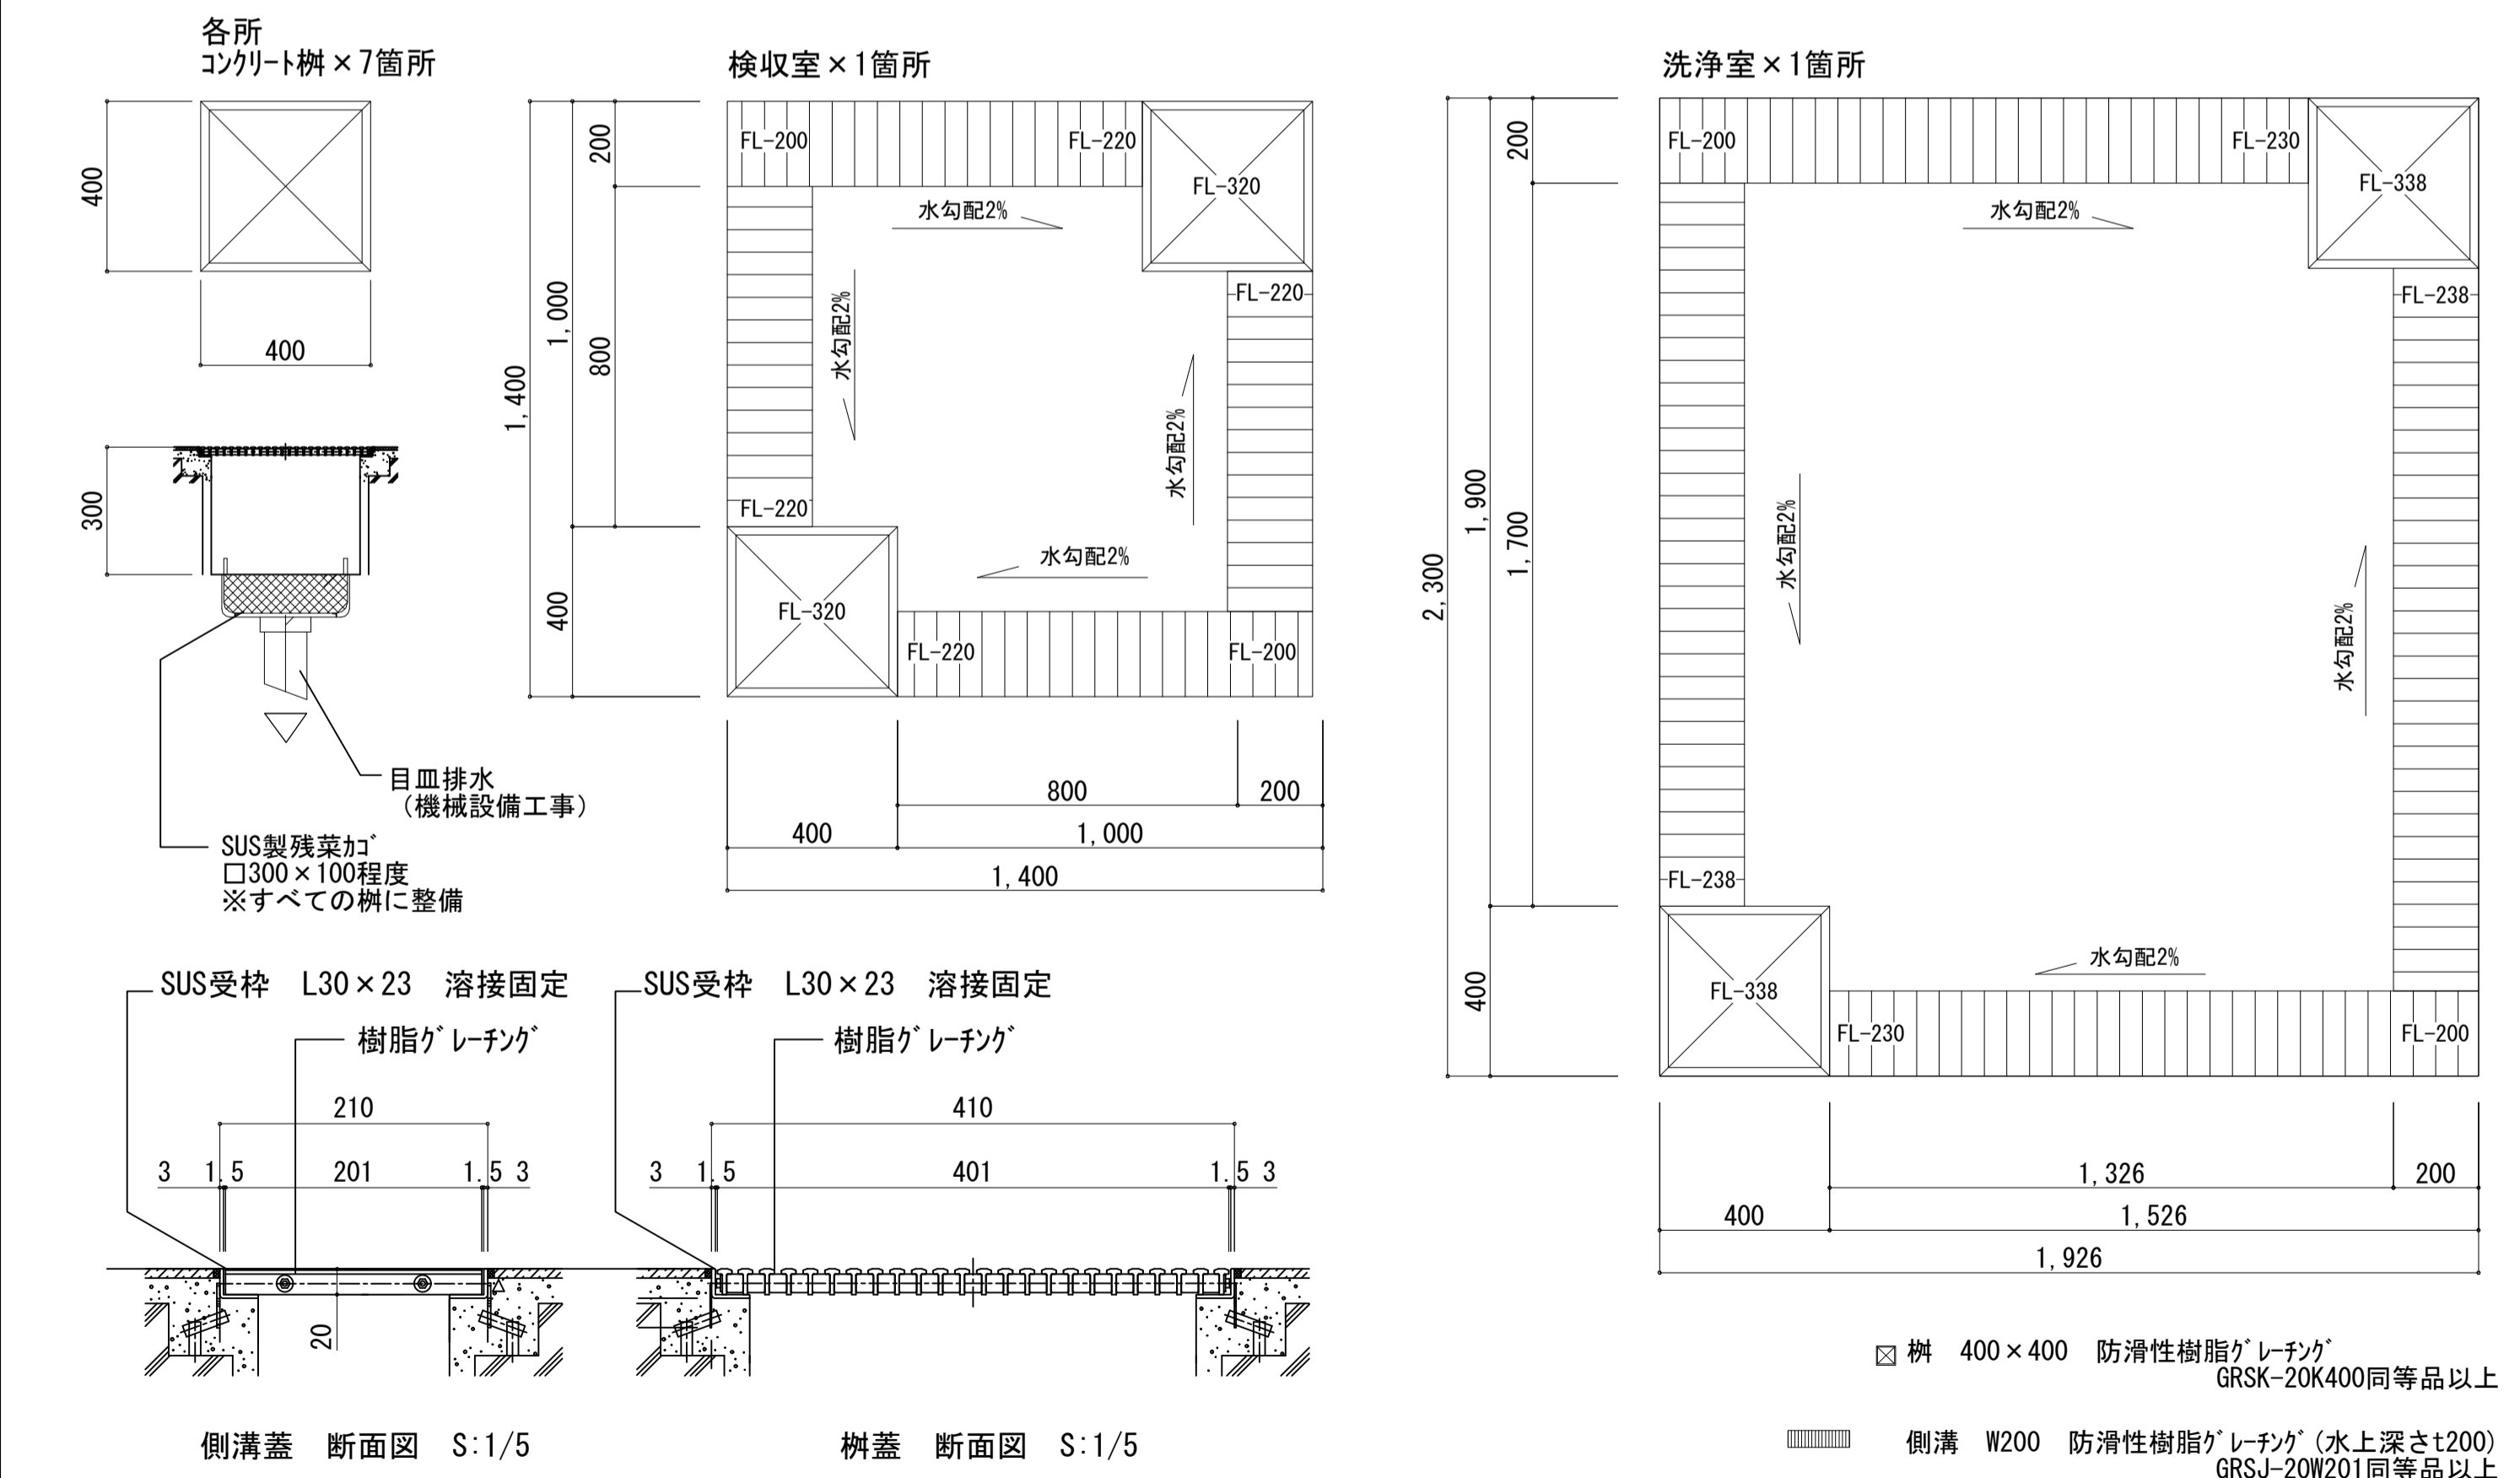 各所
コンクリート桝×7箇所
400
400
300
目皿排水
(機械設備工事)
SUS製残菜カゴ
□300×100程度
※すべての桝に整備
検収室×1箇所
200
1,000
800
1,400
400
FL-200
FL-220
FL-320
水勾配2%
水勾配2%
FL-220
水勾配2%
FL-220
水勾配2%
FL-320
FL-220
FL-200
800
200
400
1,000
1,400
洗浄室×1箇所
200
1,900
1,700
2,300
400
FL-200
FL-230
FL-338
水勾配2%
FL-238
水勾配2%
水勾配2%
FL-238
水勾配2%
FL-338
FL-230
FL-200
1,326
200
400
1,526
1,926
SUS受枠 L30×23 溶接固定
樹脂グレーチング
210
3 1.5 201 1.5 3
20
側溝蓋 断面図 S:1/5
SUS受枠 L30×23 溶接固定
樹脂グレーチング
410
3 1.5 401 1.5 3
桝蓋 断面図 S:1/5
桝 400×400 防滑性樹脂グレーチング
GRSK-20K400同等品以上
側溝 W200 防滑性樹脂グレーチング(水上深さt200)
GRSJ-20W201同等品以上